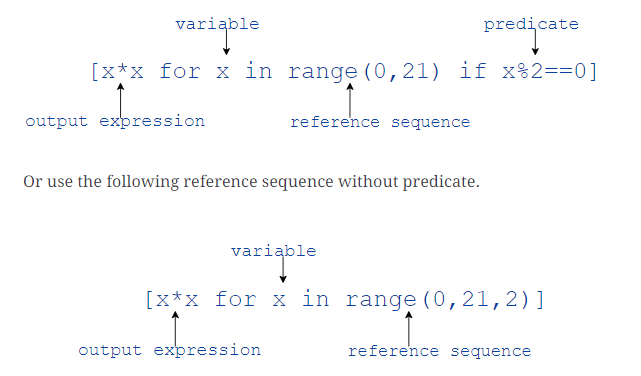 variable predicate
[x*x for x in range(0,21) if x%2==0]
output expression reference sequence
Or use the following reference sequence without predicate.
variable
[x*x for x in range(0,21,2)]
output expression reference sequence